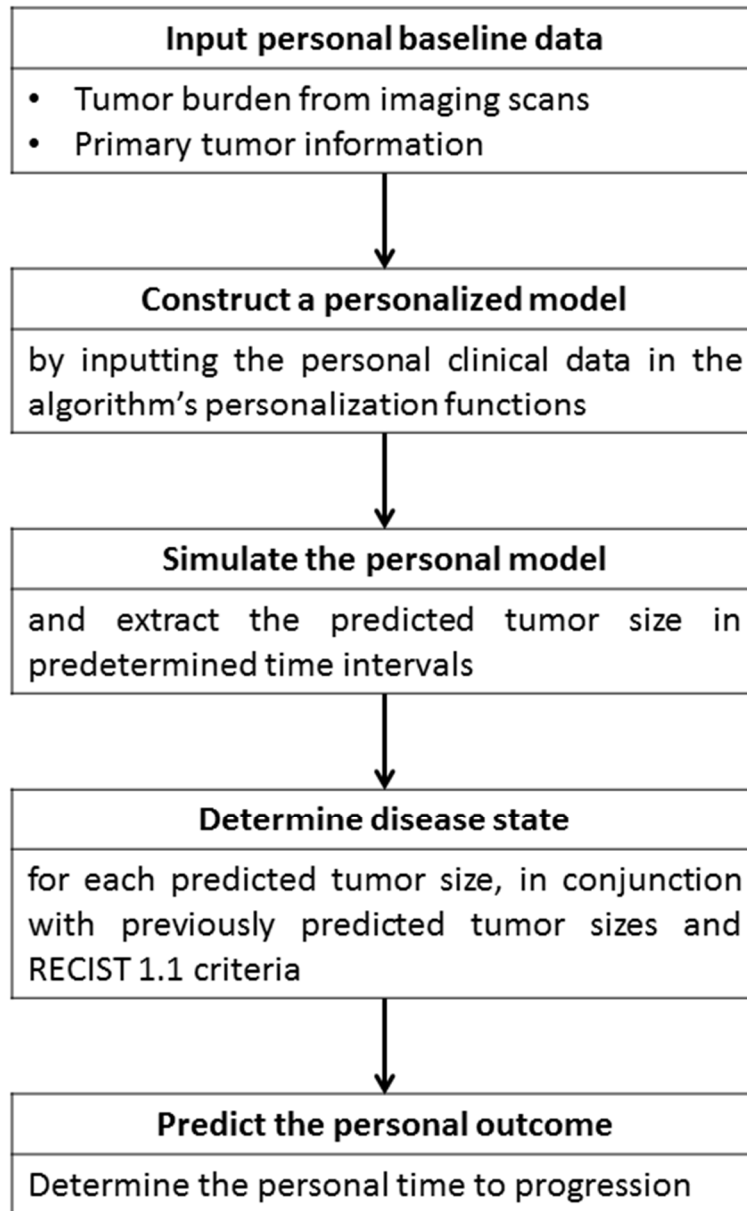 Input personal baseline data
• Tumor burden from imaging scans
• Primary tumor information
Construct a personalized model
by inputting the personal clinical data in the
algorithm's personalization functions
Simulate the personal model
and extract the predicted tumor size in
predetermined time intervals
Determine disease state
for each predicted tumor size, in conjunction
with previously predicted tumor sizes and
RECIST 1.1 criteria
Predict the personal outcome
Determine the personal time to progression